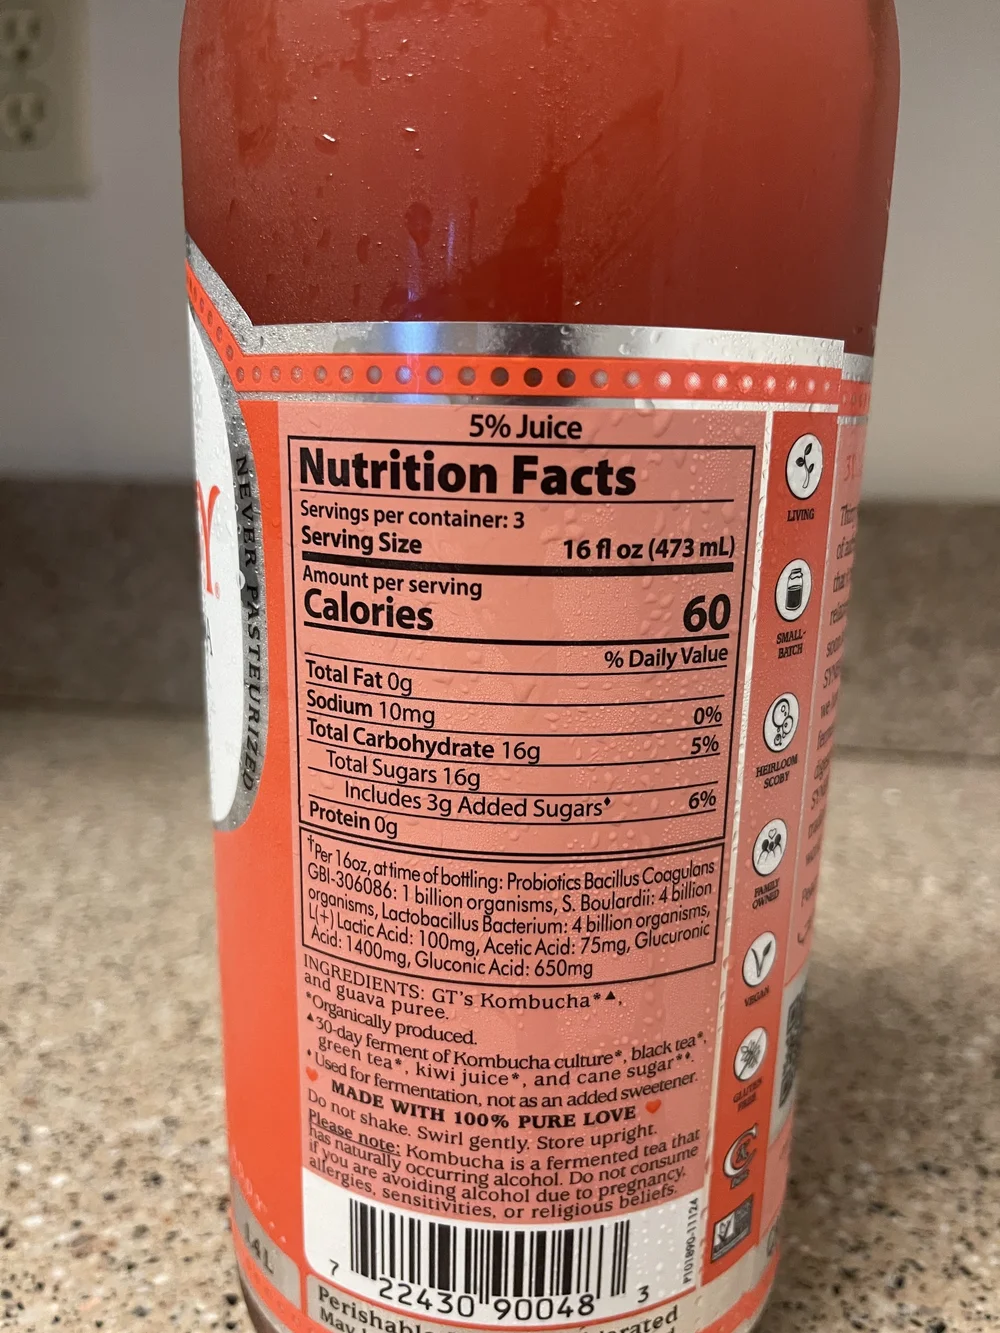 5% Juice
Nutrition Facts
Servings per container: 3
Serving Size 16 fl oz (473 mL)
Amount per serving
Calories 60
% Daily Value
Total Fat 0g
Sodium 10mg 0%
Total Carbohydrate 16g 5%
Total Sugars 16g
Includes 3g Added Sugars♦ 6%
Protein 0g
†Per 16oz, at time of bottling: Probiotics Bacillus Coagulans
GBI-306086: 1 billion organisms, S. Boulardii: 4 billion
organisms, Lactobacillus Bacterium: 4 billion organisms,
L(+) Lactic Acid: 100mg, Acetic Acid: 75mg, Glucuronic
Acid: 1400mg, Gluconic Acid: 650mg
INGREDIENTS: GT's Kombucha*▲,
and guava puree.
*Organically produced.
▲30-day ferment of Kombucha culture*, black tea*,
green tea*, kiwi juice*, and cane sugar*♦.
♦Used for fermentation, not as an added sweetener.
MADE WITH 100% PURE LOVE
Do not shake. Swirl gently. Store upright.
Please note: Kombucha is a fermented tea that
has naturally occurring alcohol. Do not consume
if you are avoiding alcohol due to pregnancy,
allergies, sensitivities, or religious beliefs.
7 22430 90048 3
P10189G-11124
NEVER PASTEURIZED
Y
1.4L
LIVING
SMALL-
BATCH
HEIRLOOM
SCOBY
FAMILY
OWNED
VEGAN
GLUTEN
FREE